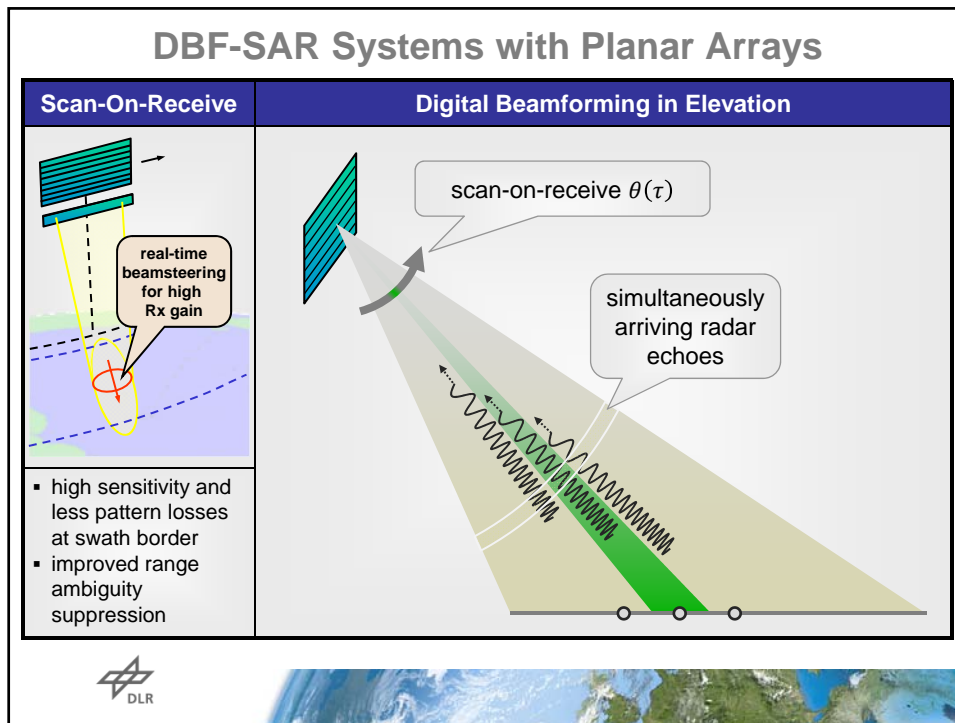 DBF-SAR Systems with Planar Arrays
Scan-On-Receive
Digital Beamforming in Elevation
real-time
beamsteering
for high
Rx gain
▪ high sensitivity and
less pattern losses
at swath border
▪ improved range
ambiguity
suppression
scan-on-receive θ(τ)
simultaneously
arriving radar
echoes
DLR